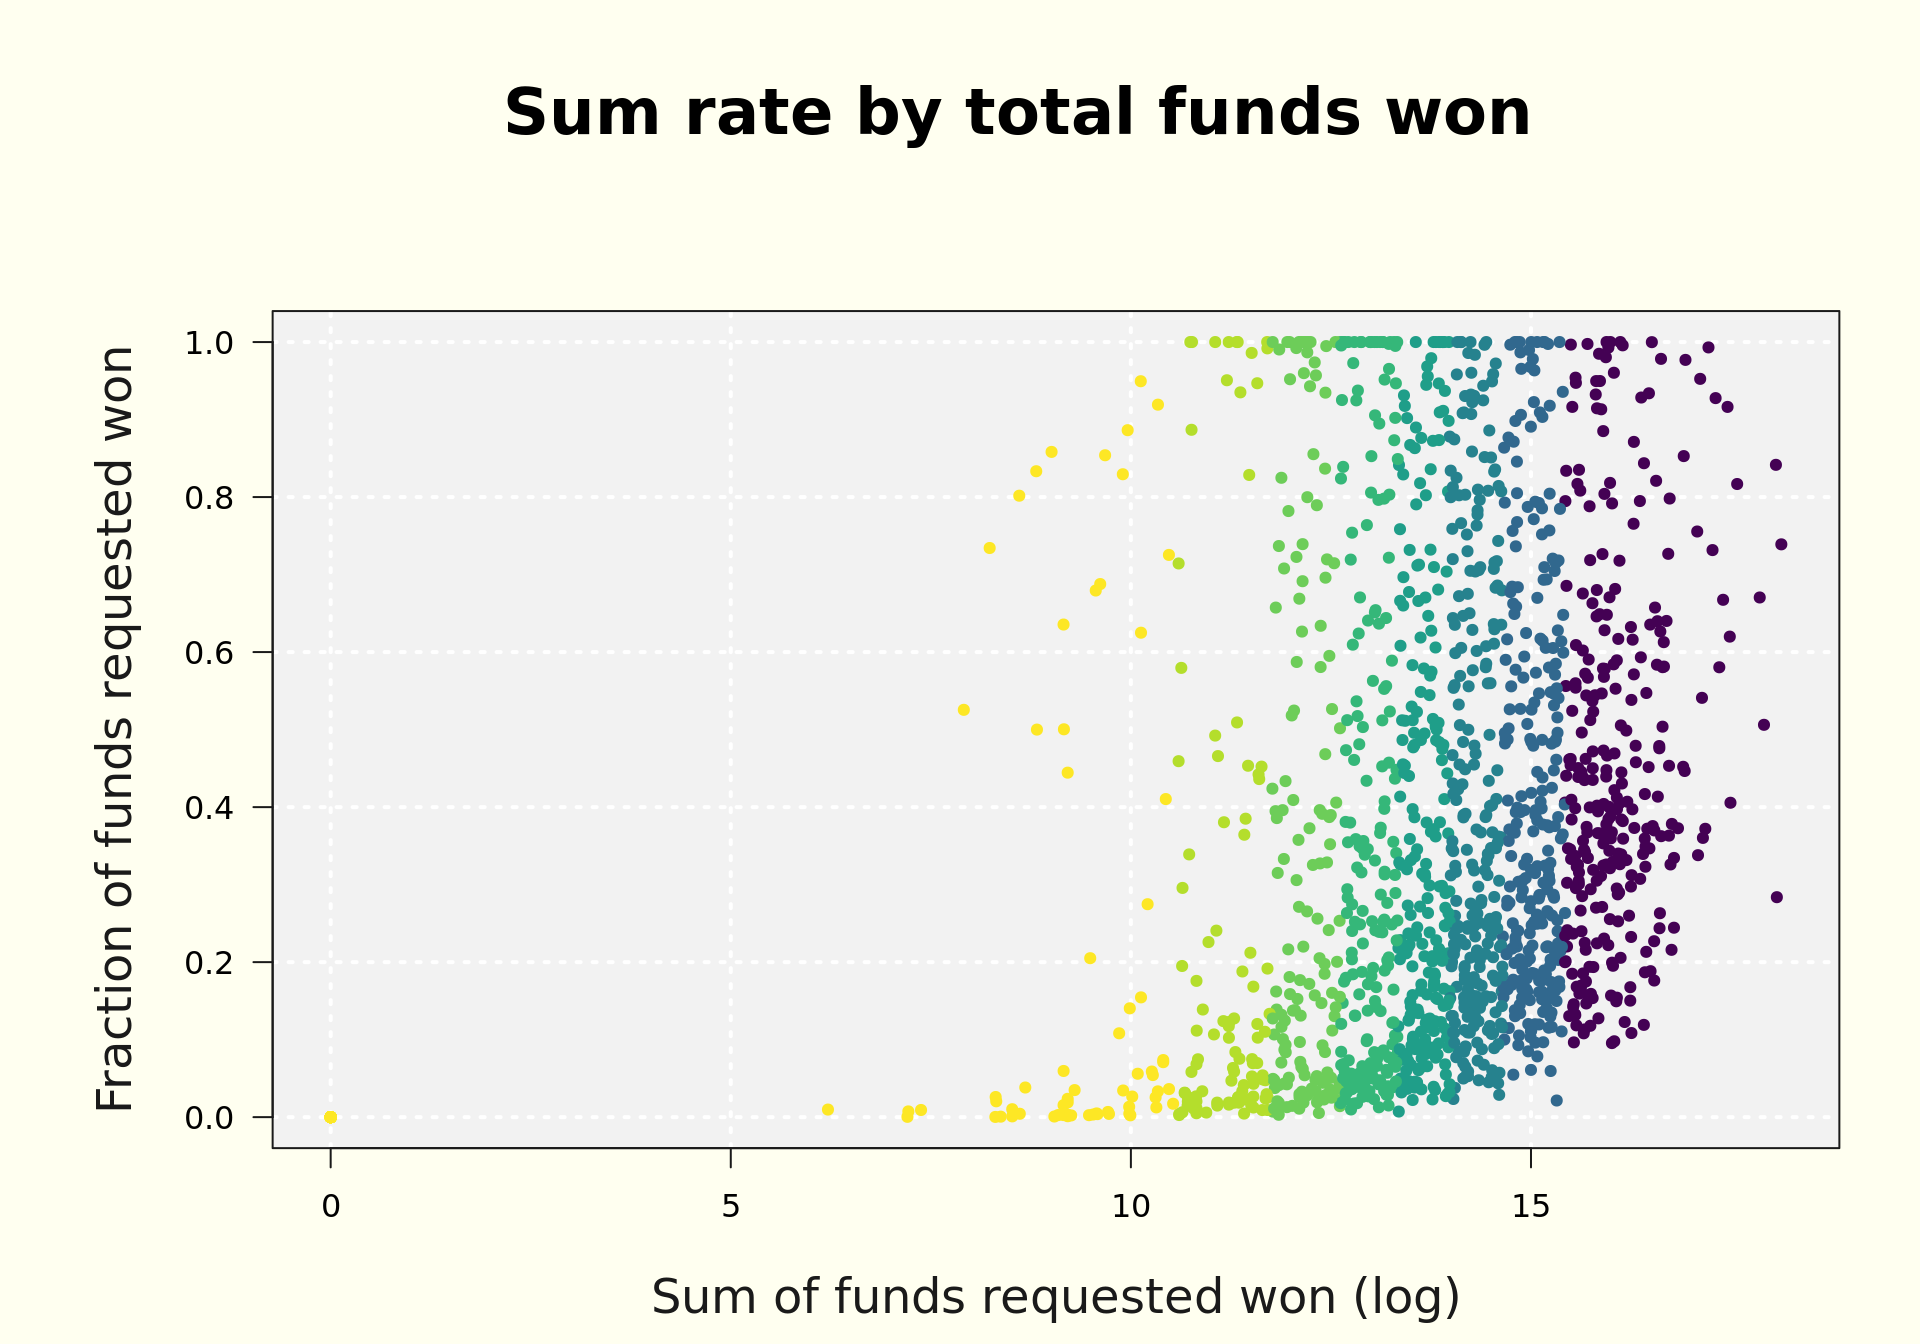 Sum rate by total funds won
Fraction of funds requested won
1.0
0.8
0.6
0.4
0.2
0.0
0 5 10 15
Sum of funds requested won (log)